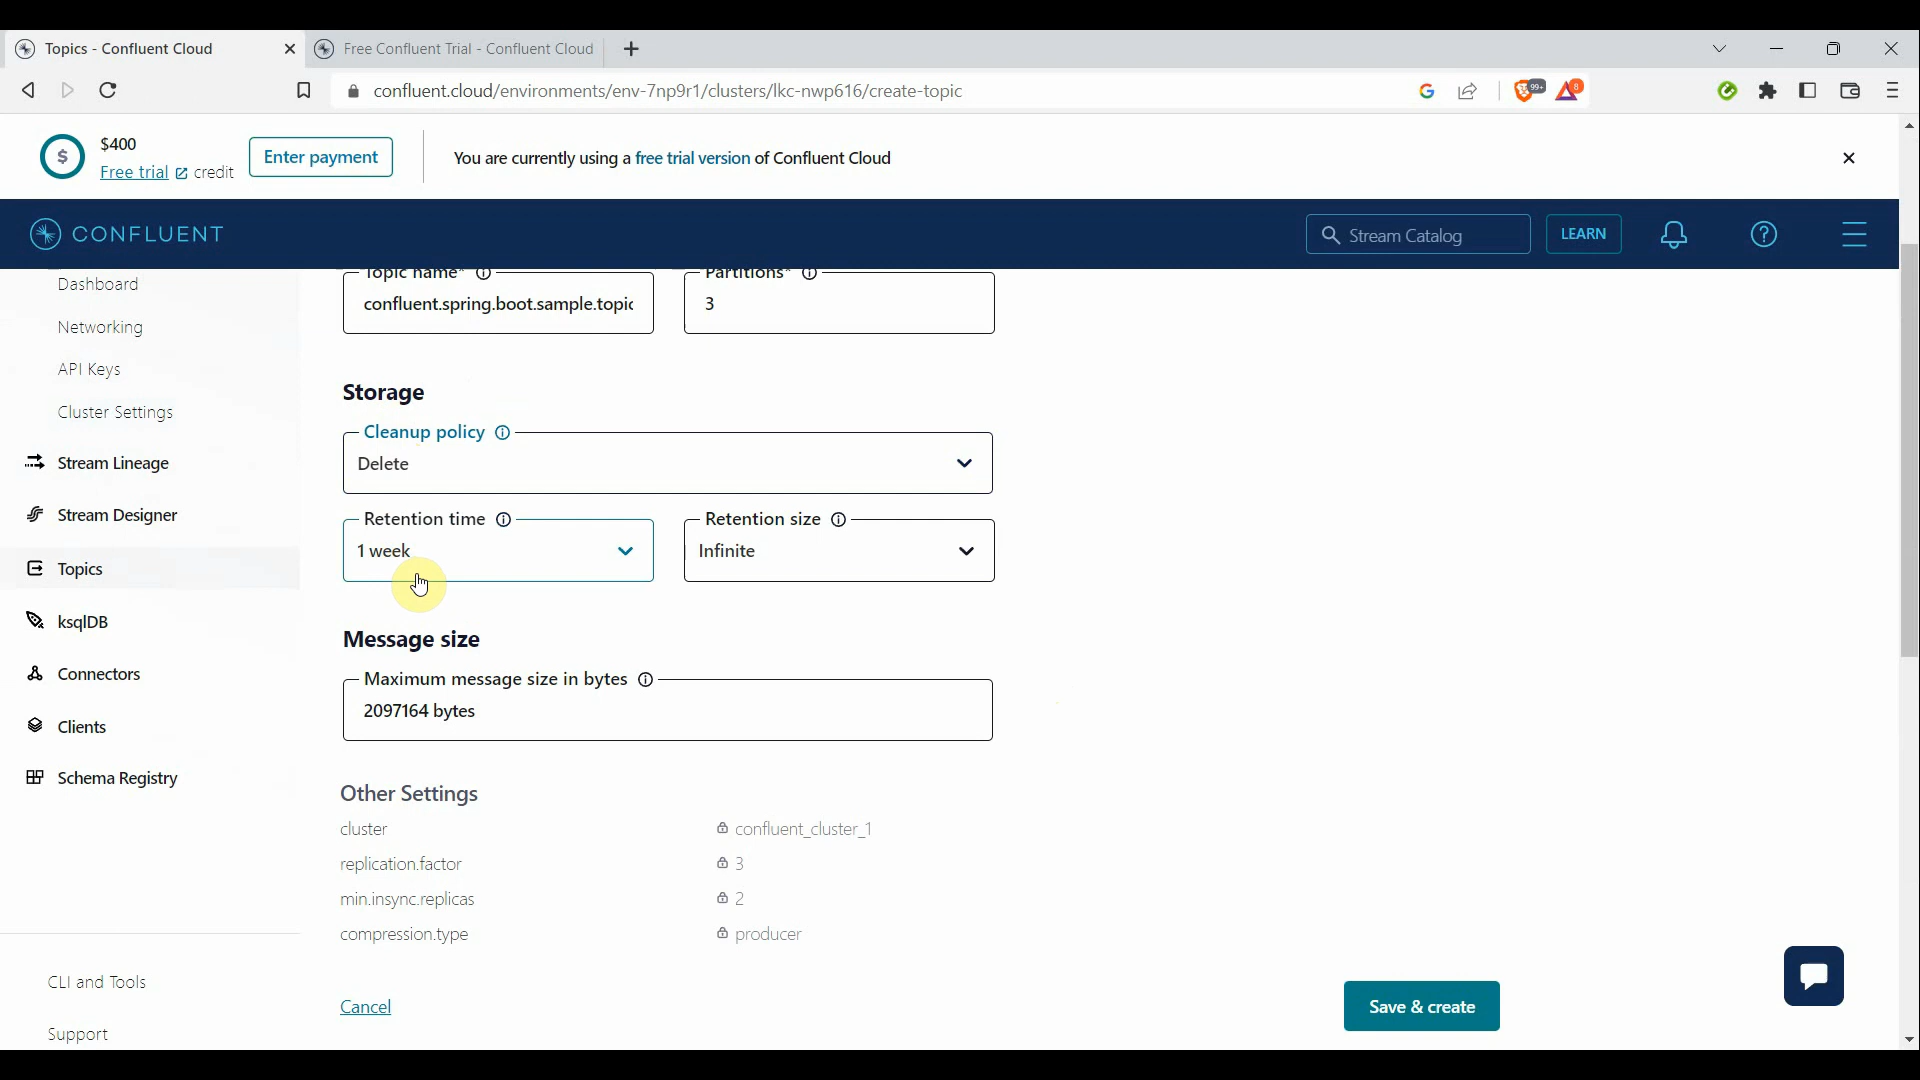 Topics - Confluent Cloud
Free Confluent Trial - Confluent Cloud
confluent.cloud/environments/env-7np9r1/clusters/lkc-nwp616/create-topic
99+
8
$
$400
Free trial credit
Enter payment
You are currently using a free trial version of Confluent Cloud
CONFLUENT
Stream Catalog
LEARN
Dashboard
Networking
API Keys
Cluster Settings
Stream Lineage
Stream Designer
Topics
ksqlDB
Connectors
Clients
Schema Registry
CLI and Tools
Support
Topic name*
confluent.spring.boot.sample.topic
Partitions*
3
Storage
Cleanup policy
Delete
Retention time
1 week
Retention size
Infinite
Message size
Maximum message size in bytes
2097164 bytes
Other Settings
cluster confluent_cluster_1
replication.factor 3
min.insync.replicas 2
compression.type producer
Cancel
Save & create